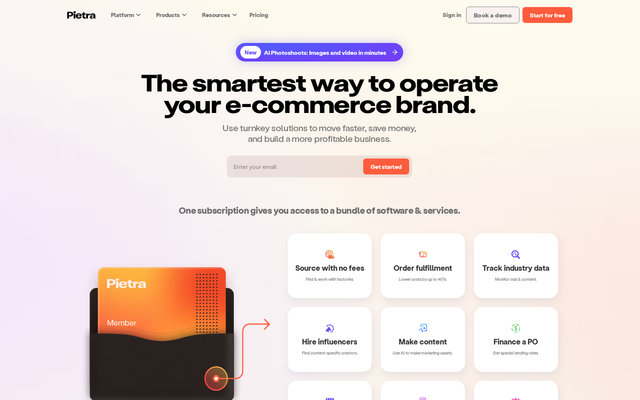 Pietra
Platform
Products
Resources
Pricing
Sign in
Book a demo
Start for free
New
AI Photoshoots: Images and video in minutes
The smartest way to operate
your e-commerce brand.
Use turnkey solutions to move faster, save money,
and build a more profitable business.
Enter your email
Get started
One subscription gives you access to a bundle of software & services.
Pietra
Member
Source with no fees
Find & work with factories.
Order fulfillment
Lower costs by up to 40%.
Track industry data
Monitor ads & content.
Hire influencers
Find content-specific creators.
Make content
Use AI to make marketing assets.
Finance a PO
Get special lending rates.